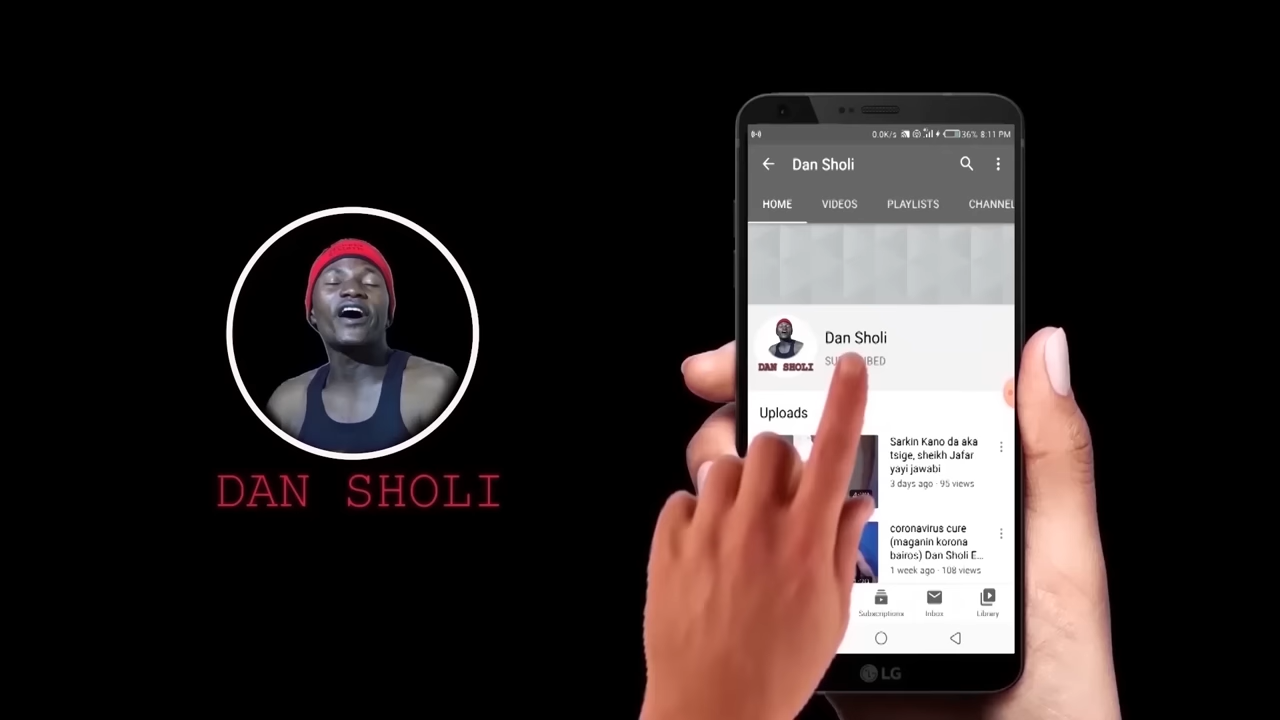 DAN SHOLI
0.0K/s 36% 8:11 PM
Dan Sholi
HOME VIDEOS PLAYLISTS CHANNEL
Dan Sholi
DAN SHOLI
Uploads
Sarkin Kano da aka
tsige, sheikh Jafar
yayi jawabi
3 days ago · 95 views
coronavirus cure
(maganin korona
bairos) Dan Sholi E...
1 week ago · 108 views
Subscriptions Inbox Library
LG